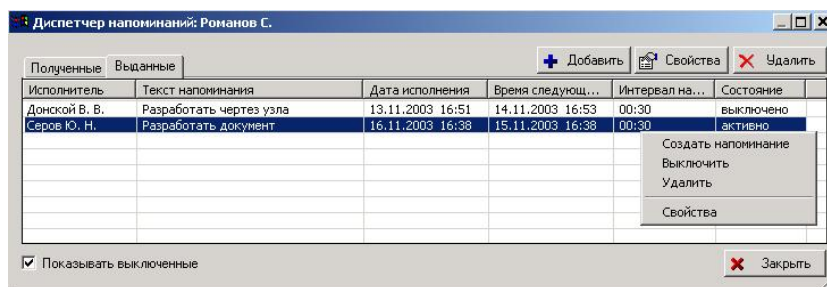 Диспетчер напоминаний: Романов С.
Полученные Выданные Добавить Свойства Удалить
Исполнитель Текст напоминания Дата исполнения Время следующ... Интервал на... Состояние
Донской В. В. Разработать чертез узла 13.11.2003 16:51 14.11.2003 16:53 00:30 выключено
Серов Ю. Н. Разработать документ 16.11.2003 16:38 15.11.2003 16:38 00:30 активно
Создать напоминание
Выключить
Удалить
Свойства
Показывать выключенные Закрыть